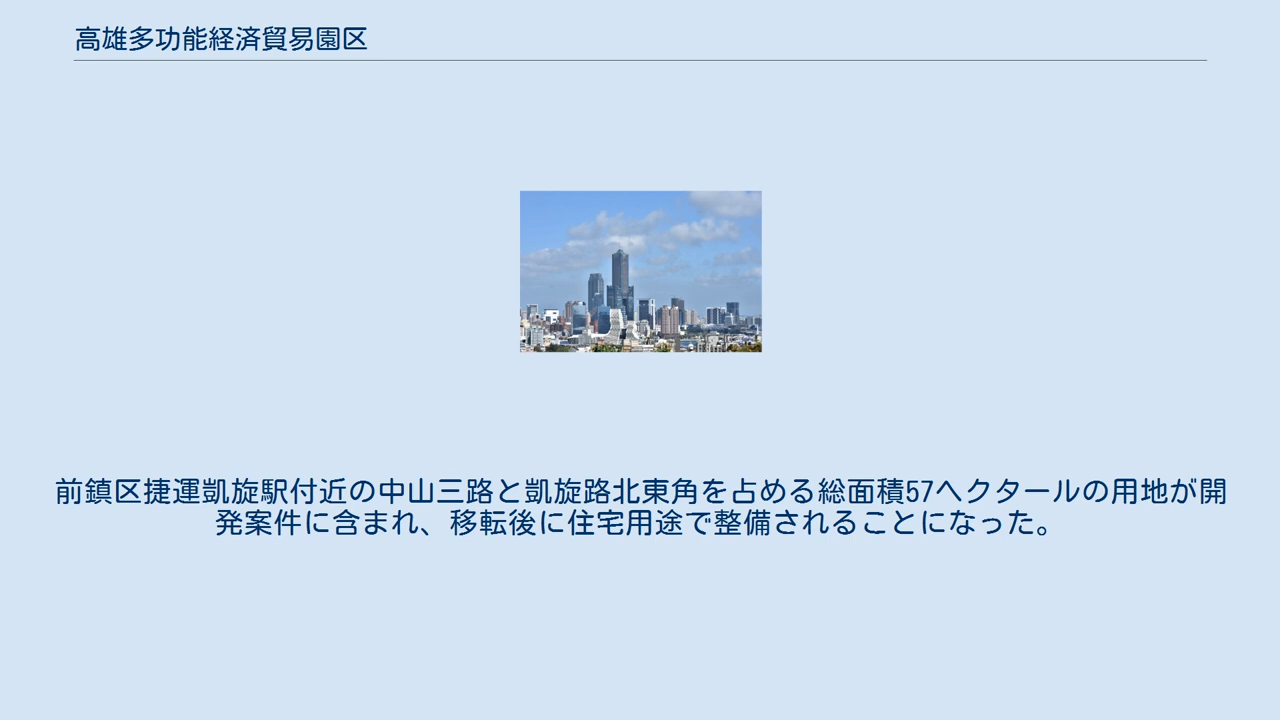 高雄多功能経済貿易園区
前鎮区捷運凱旋駅付近の中山三路と凱旋路北東角を占める総面積57ヘクタールの用地が開
発案件に含まれ、移転後に住宅用途で整備されることになった。